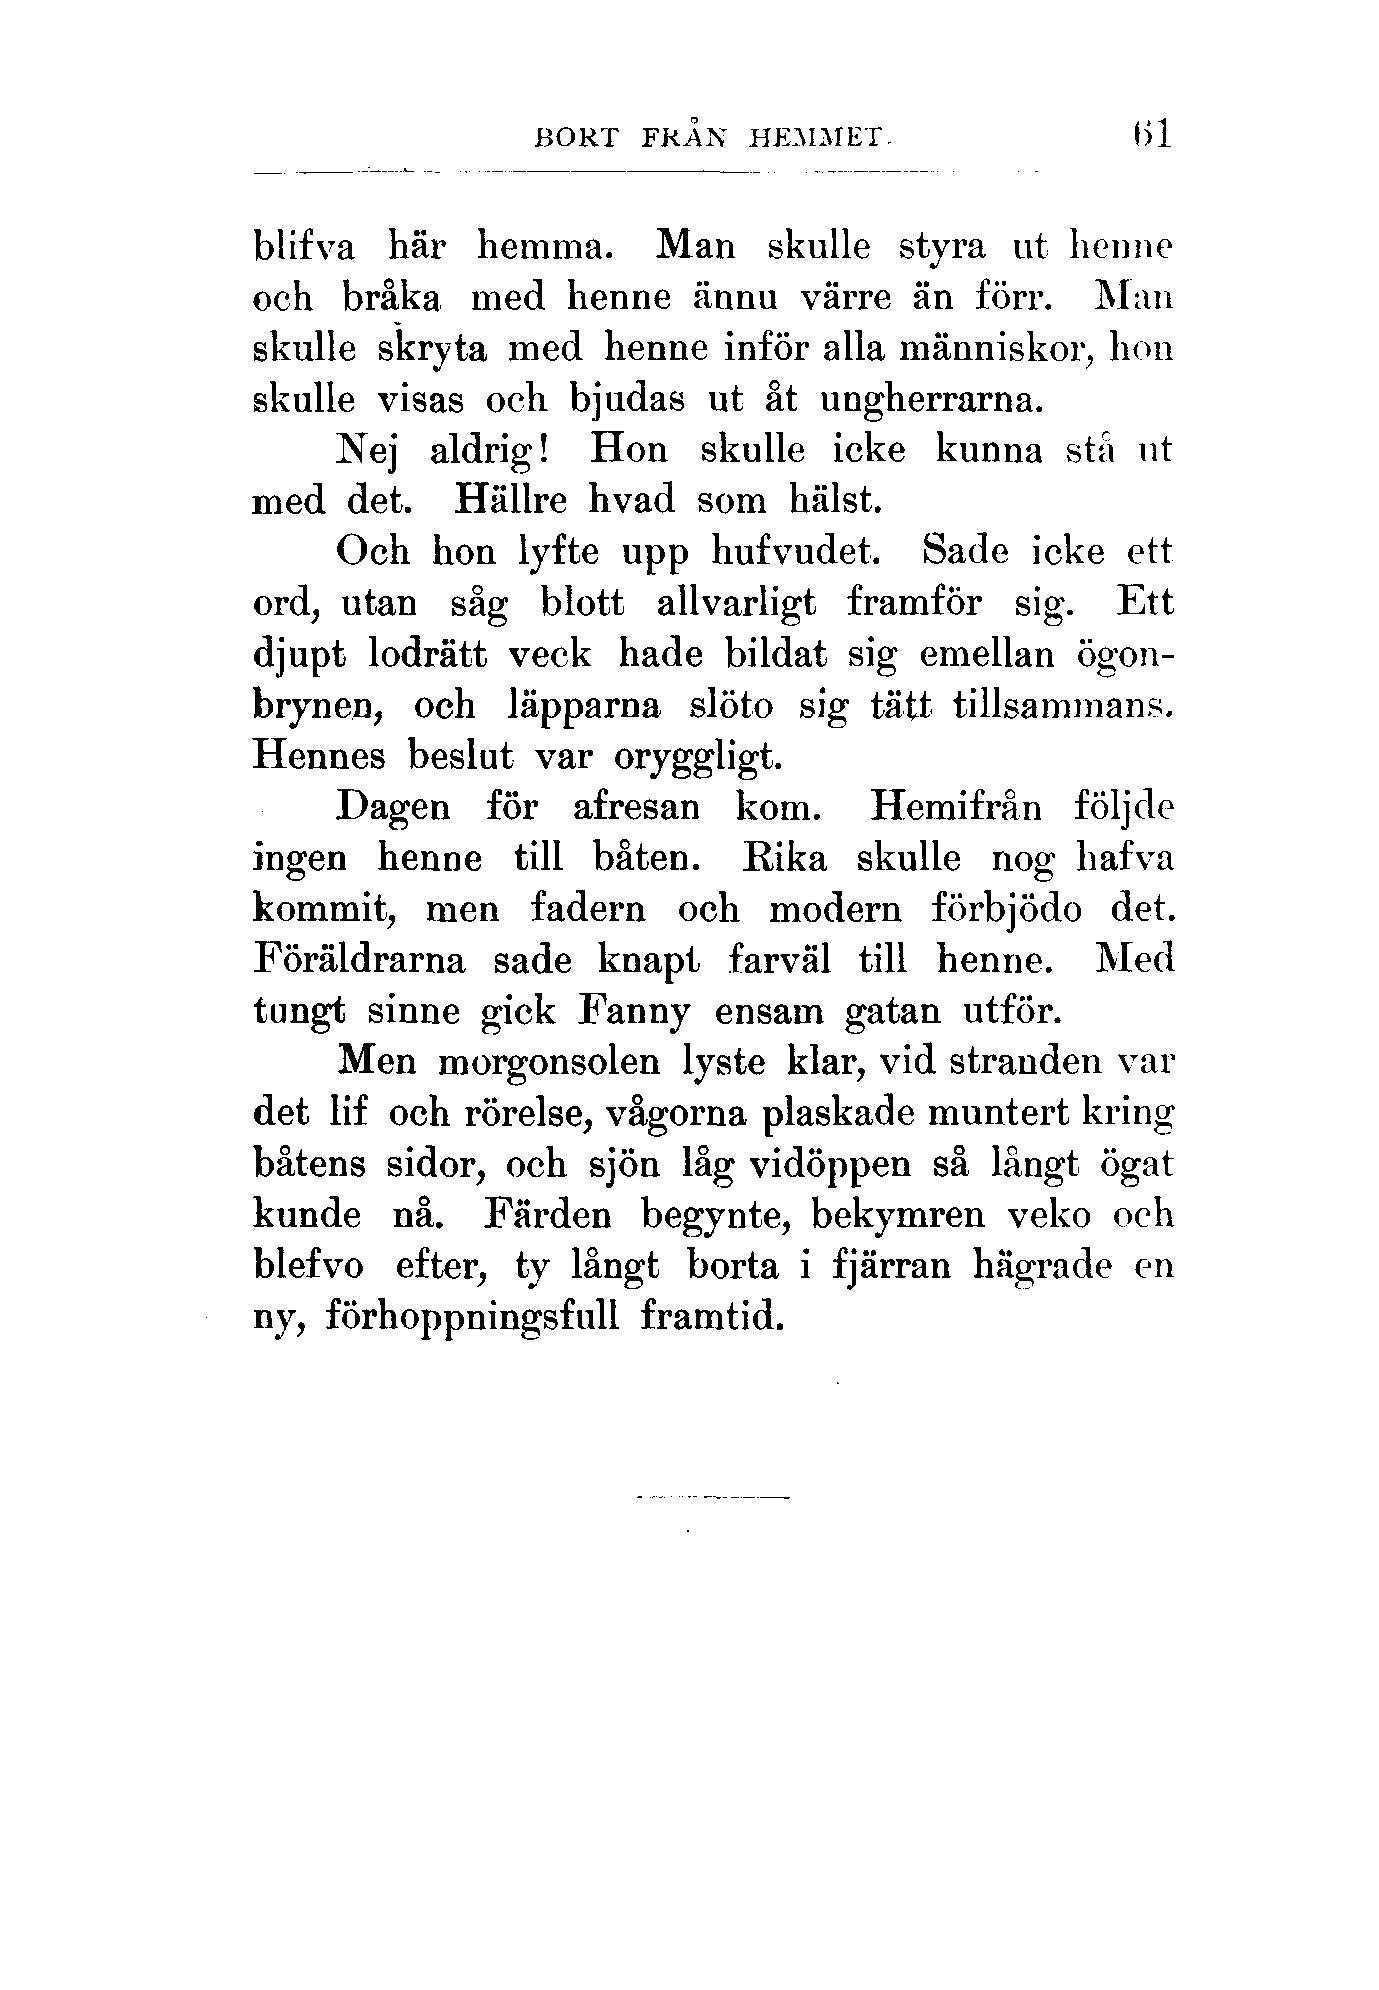 BORT FRÅN HEMMET. 61
blifva här hemma. Man skulle styra ut henne
och bråka med henne ännu värre än förr. Man
skulle skryta med henne inför alla människor, hon
skulle visas och bjudas ut åt ungherrarna.
Nej aldrig! Hon skulle icke kunna stå ut
med det. Hällre hvad som hälst.
Och hon lyfte upp hufvudet. Sade icke ett
ord, utan såg blott allvarligt framför sig. Ett
djupt lodrätt veck hade bildat sig emellan ögon-
brynen, och läpparna slöto sig tätt tillsammans.
Hennes beslut var oryggligt.
Dagen för afresan kom. Hemifrån följde
ingen henne till båten. Rika skulle nog hafva
kommit, men fadern och modern förbjödo det.
Föräldrarna sade knapt farväl till henne. Med
tungt sinne gick Fanny ensam gatan utför.
Men morgonsolen lyste klar, vid stranden var
det lif och rörelse, vågorna plaskade muntert kring
båtens sidor, och sjön låg vidöppen så långt ögat
kunde nå. Färden begynte, bekymren veko och
blefvo efter, ty långt borta i fjärran hägrade en
ny, förhoppningsfull framtid.